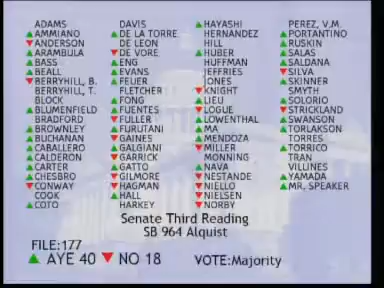 ADAMS
AMMIANO
ANDERSON
ARAMBULA
BASS
BEALL
BERRYHILL, B.
BERRYHILL, T.
BLOCK
BLUMENFIELD
BRADFORD
BROWNLEY
BUCHANAN
CABALLERO
CALDERON
CARTER
CHESBRO
CONWAY
COOK
COTO
DAVIS
DE LA TORRE
DE LEON
DE VORE
ENG
EVANS
FEUER
FLETCHER
FONG
FUENTES
FULLER
FURUTANI
GAINES
GALGIANI
GARRICK
GATTO
GILMORE
HAGMAN
HALL
HARKEY
HAYASHI
HERNANDEZ
HILL
HUBER
HUFFMAN
JEFFRIES
JONES
KNIGHT
LIEU
LOGUE
LOWENTHAL
MA
MENDOZA
MILLER
MONNING
NAVA
NESTANDE
NIELLO
NIELSEN
NORBY
PEREZ, V.M.
PORTANTINO
RUSKIN
SALAS
SALDANA
SILVA
SKINNER
SMYTH
SOLORIO
STRICKLAND
SWANSON
TORLAKSON
TORRES
TORRICO
TRAN
VILLINES
YAMADA
MR. SPEAKER
Senate Third Reading
SB 964 Alquist
FILE:177
▲ AYE 40 ▼ NO 18 VOTE:Majority